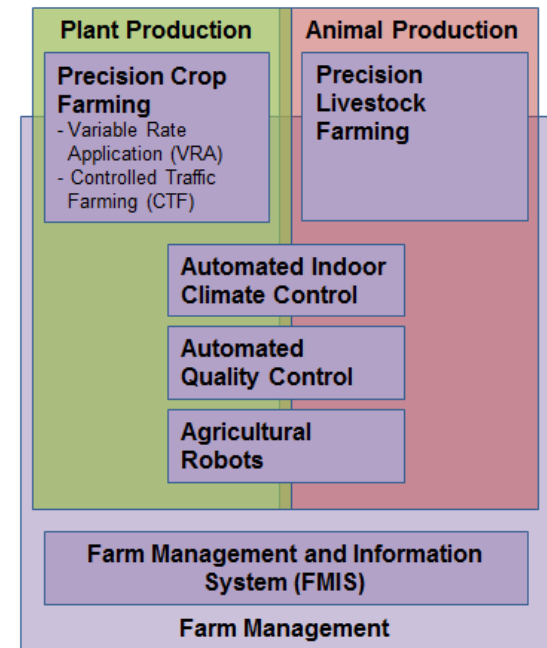 Plant Production
Animal Production
Precision Crop
Farming
- Variable Rate
Application (VRA)
- Controlled Traffic
Farming (CTF)
Precision
Livestock
Farming
Automated Indoor
Climate Control
Automated
Quality Control
Agricultural
Robots
Farm Management and Information
System (FMIS)
Farm Management